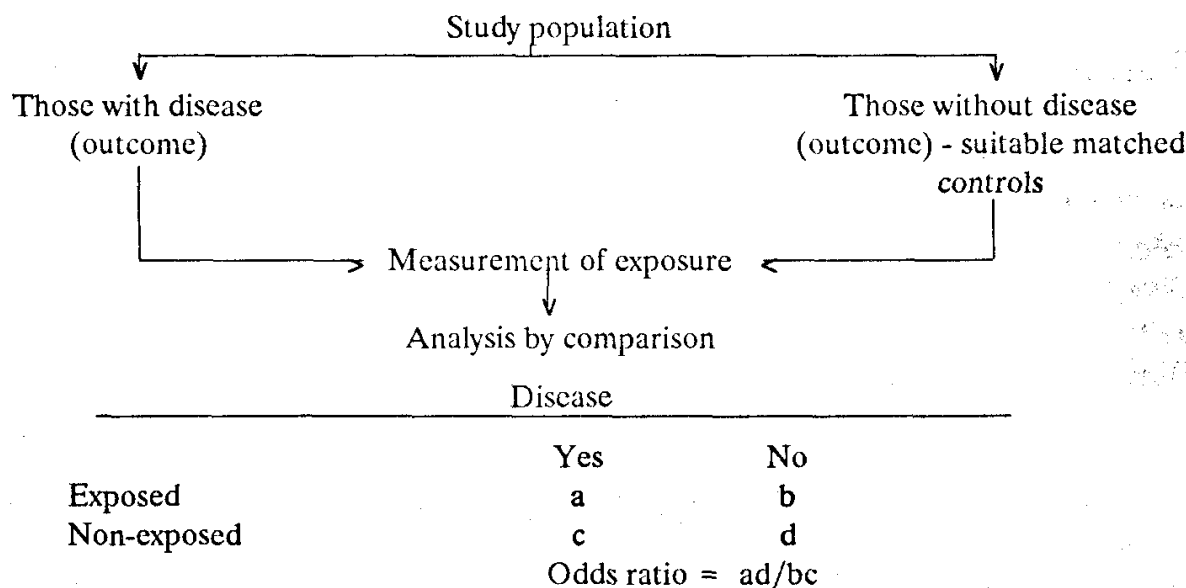 Study population
Those with disease
(outcome)
Those without disease
(outcome) - suitable matched
controls
Measurement of exposure
Analysis by comparison
Disease
Yes No
Exposed a b
Non-exposed c d
Odds ratio = ad/bc